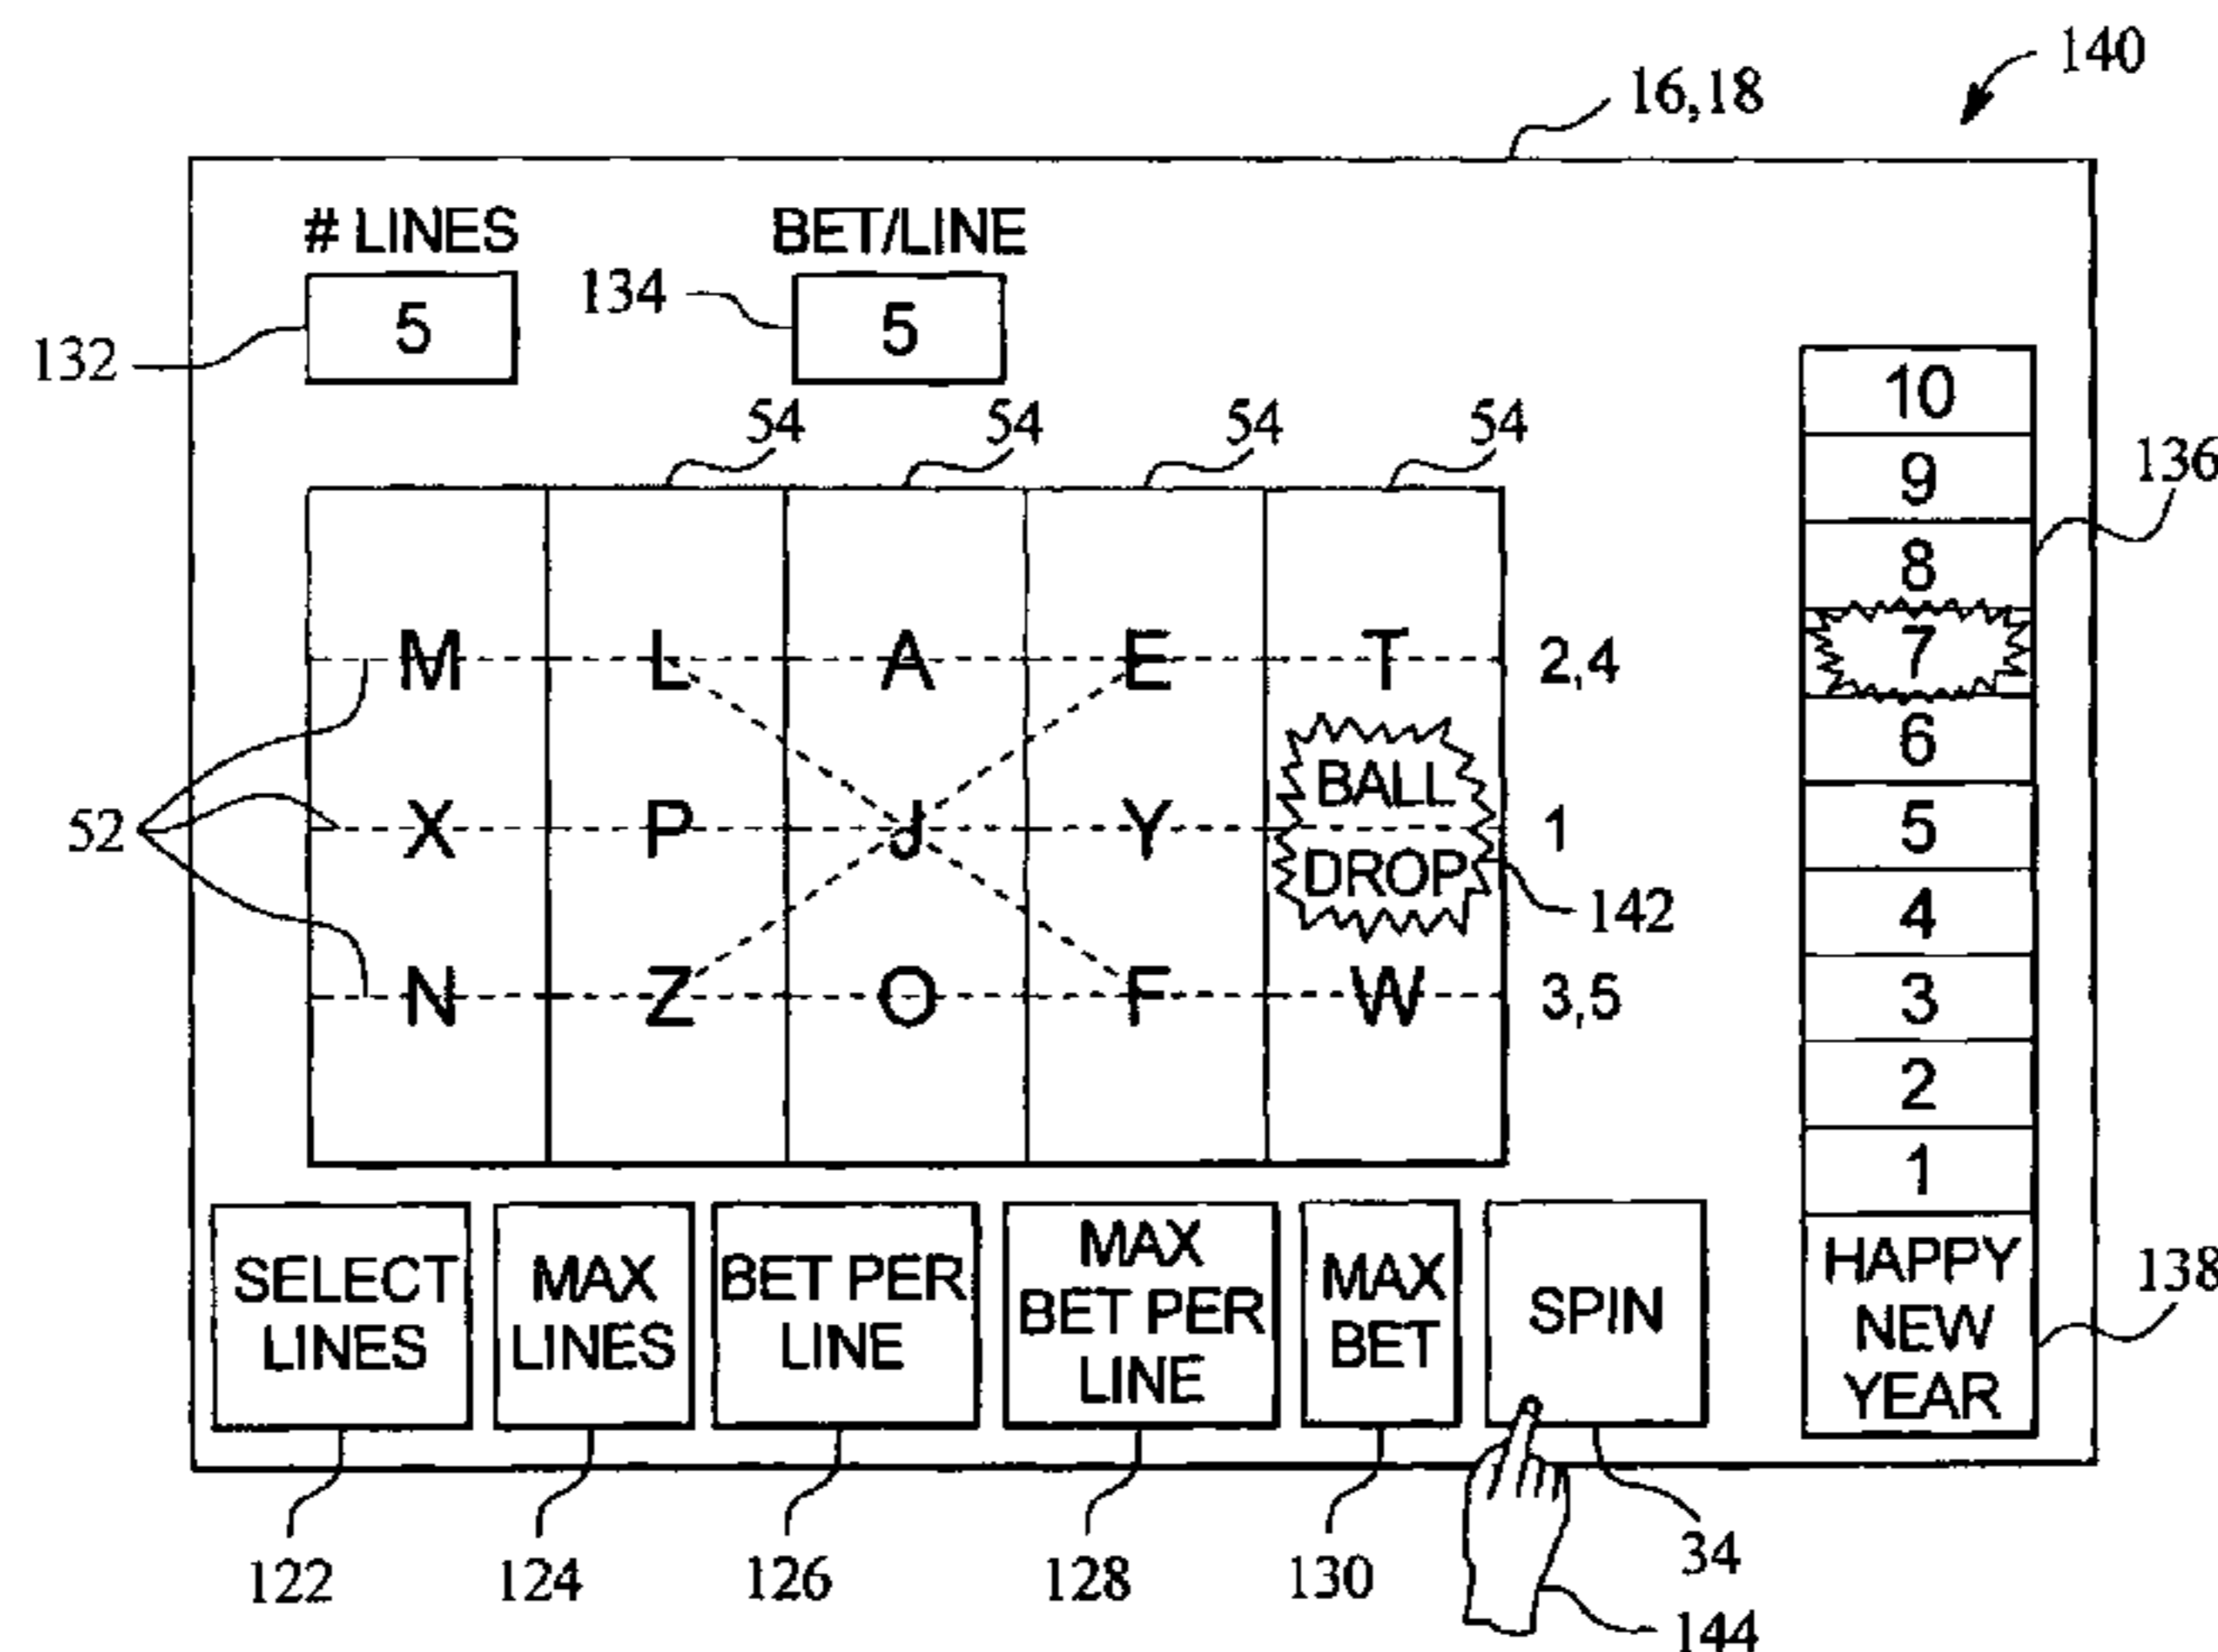 140
16,18
# LINES
BET/LINE
132
5
134
5
54 54 54 54
10
9
8
7
6
5
4
3
2
1
HAPPY
NEW
YEAR
136
138
M L A E T 2,4
52
X P J Y BALL DROP 1
142
N Z O F W 3,5
SELECT
LINES
MAX
LINES
BET PER
LINE
MAX
BET PER
LINE
MAX
BET
SPIN
122 124 126 128 130 34
144